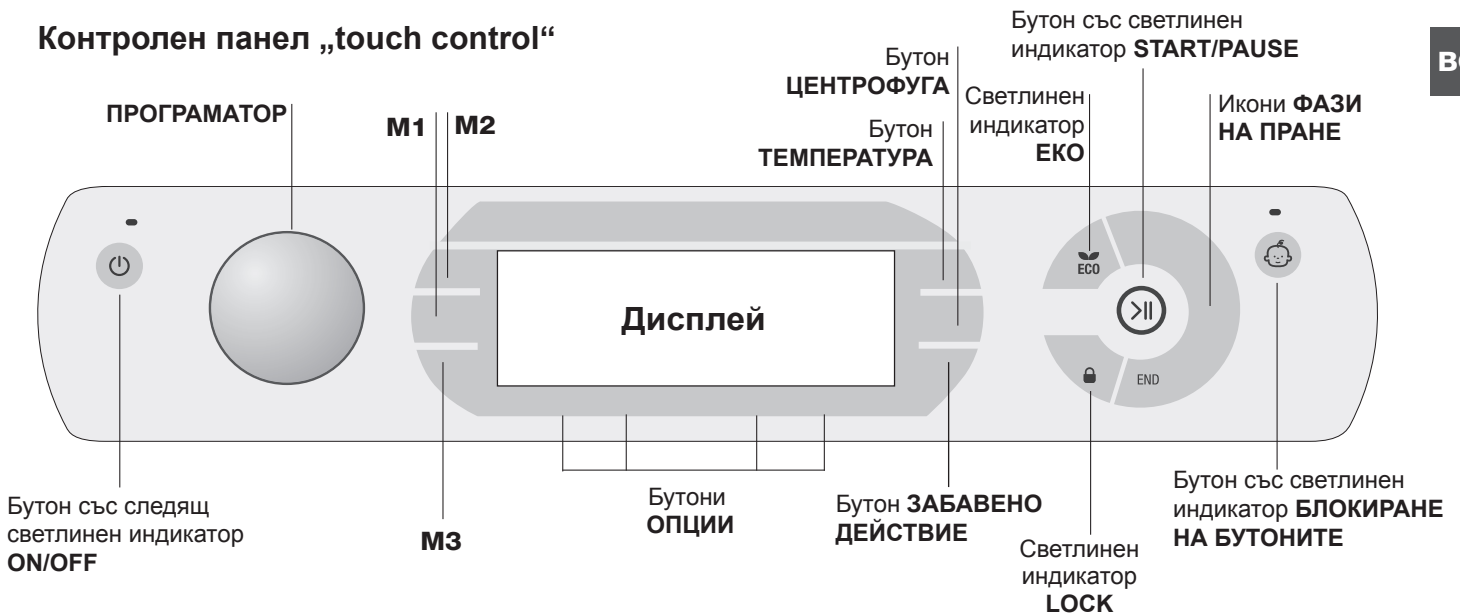 Контролен панел „touch control“
ПРОГРАМАТОР
M1
M2
Бутон
ЦЕНТРОФУГА
Бутон
ТЕМПЕРАТУРА
Светлинен
индикатор
ЕКО
Бутон със светлинен
индикатор START/PAUSE
Икони ФАЗИ
НА ПРАНЕ
Дисплей
ECO
END
Бутон със следящ
светлинен индикатор
ON/OFF
M3
Бутони
ОПЦИИ
Бутон ЗАБАВЕНО
ДЕЙСТВИЕ
Светлинен
индикатор
LOCK
Бутон със светлинен
индикатор БЛОКИРАНЕ
НА БУТОНИТЕ